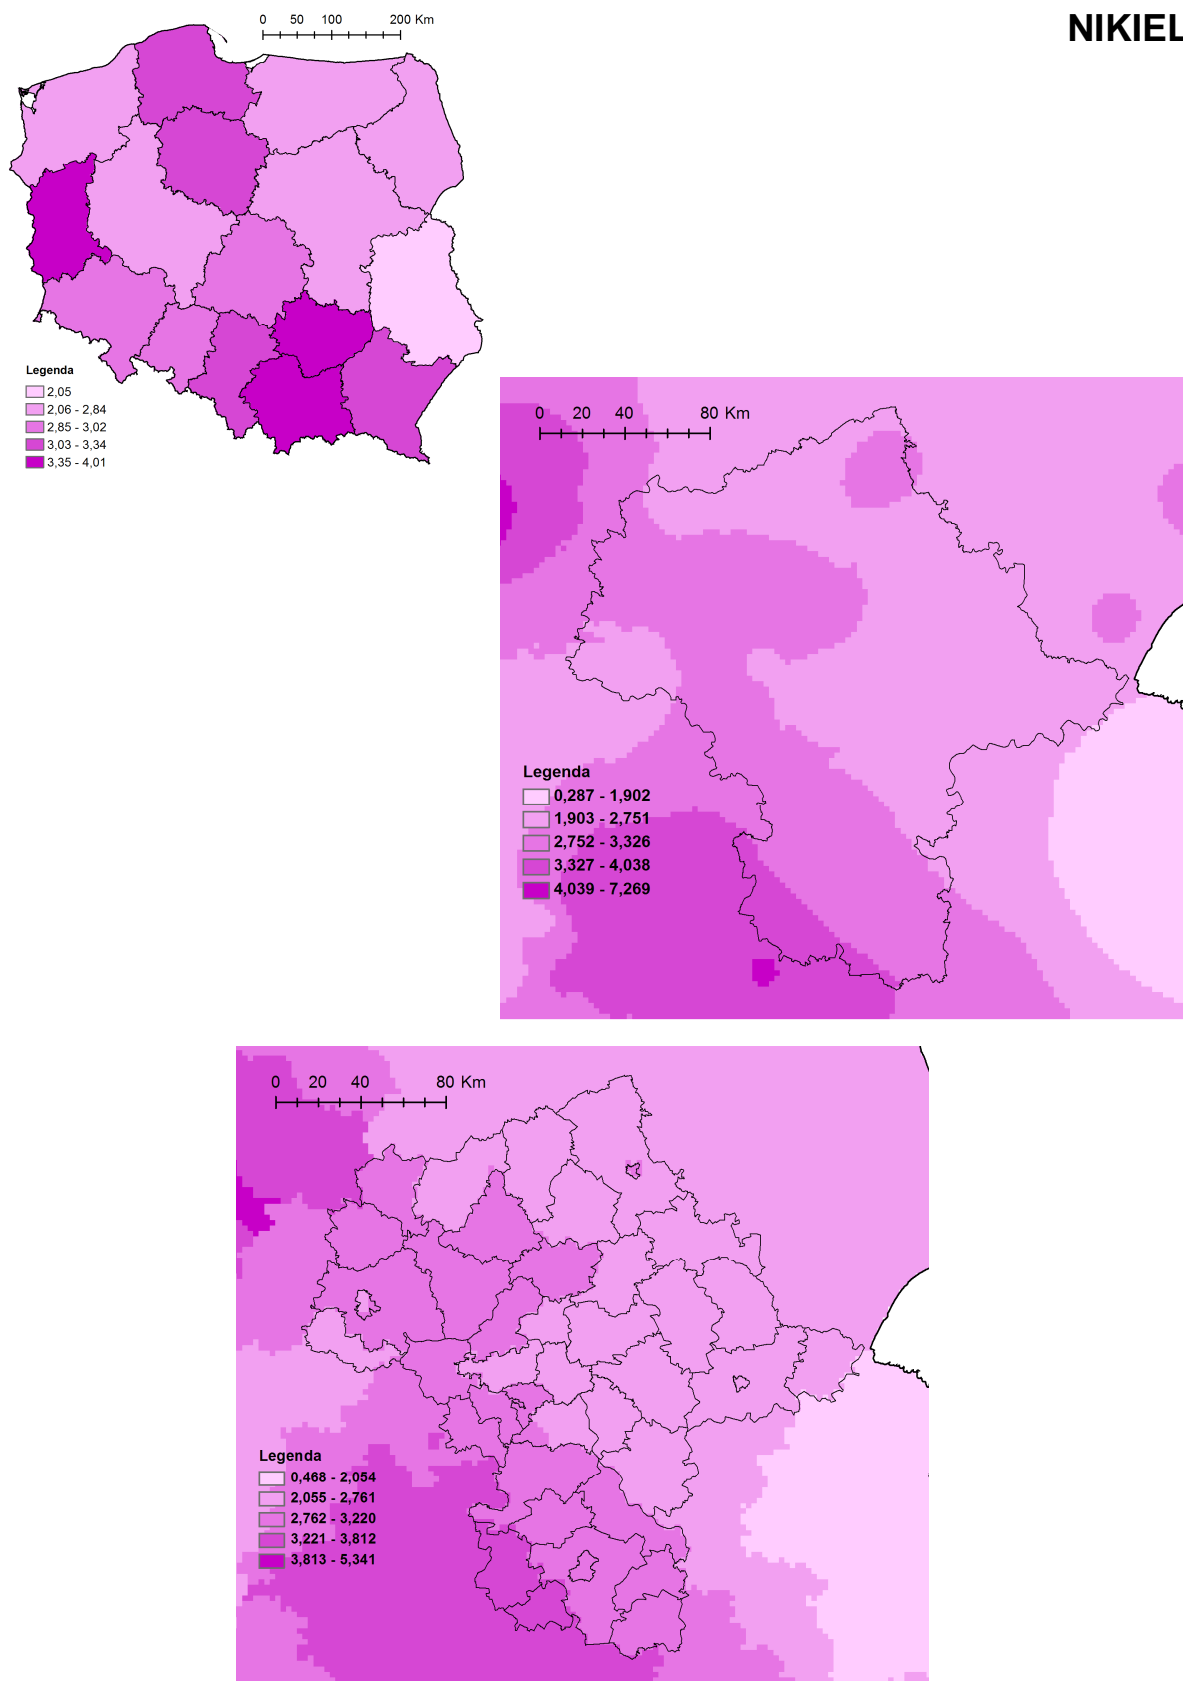 NIKIEL
0 50 100 200 Km
Legenda
2,05
2,06 - 2,84
2,85 - 3,02
3,03 - 3,34
3,35 - 4,01
0 20 40 80 Km
Legenda
0,287 - 1,902
1,903 - 2,751
2,752 - 3,326
3,327 - 4,038
4,039 - 7,269
0 20 40 80 Km
Legenda
0,468 - 2,054
2,055 - 2,761
2,762 - 3,220
3,221 - 3,812
3,813 - 5,341